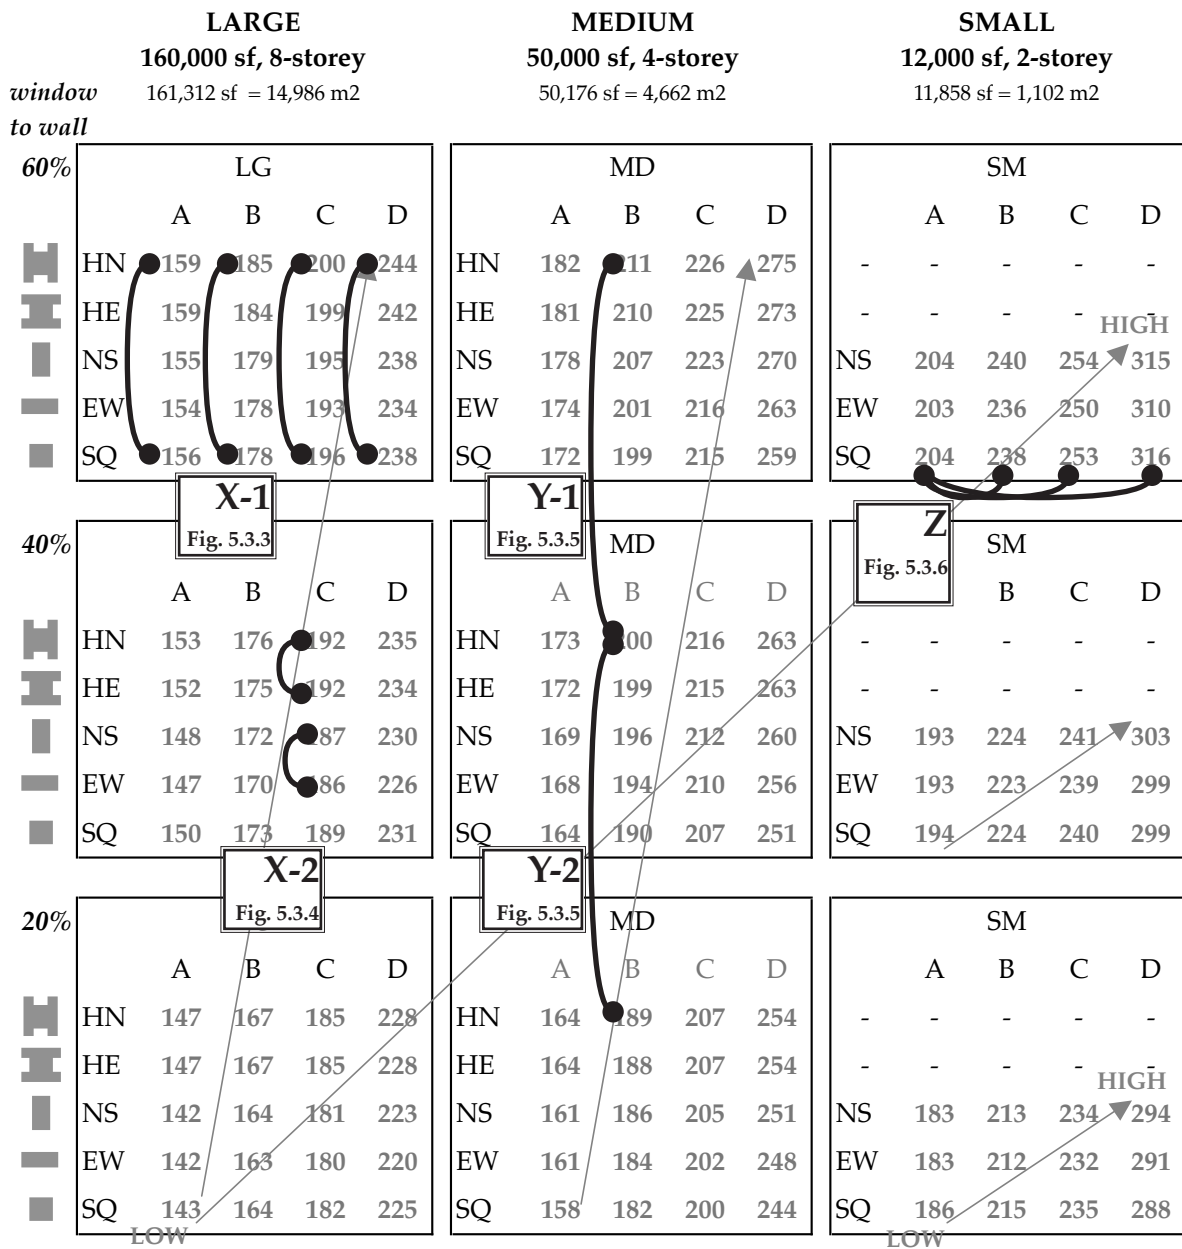 LARGE MEDIUM SMALL
160,000 sf, 8-storey 50,000 sf, 4-storey 12,000 sf, 2-storey
window 161,312 sf = 14,986 m2 50,176 sf = 4,662 m2 11,858 sf = 1,102 m2
to wall
60% LG MD SM
A B C D A B C D A B C D
HN 159 185 200 244 HN 182 211 226 275 - - - -
HE 159 184 199 242 HE 181 210 225 273 - - - -
HIGH
NS 155 179 195 238 NS 178 207 223 270 NS 204 240 254 315
EW 154 178 193 234 EW 174 201 216 263 EW 203 236 250 310
SQ 156 178 196 238 SQ 172 199 215 259 SQ 204 238 253 316
X-1 Y-1 Z
Fig. 5.3.3 Fig. 5.3.5 Fig. 5.3.6
40% MD SM
A B C D A B C D B C D
HN 153 176 192 235 HN 173 200 216 263 - - - -
HE 152 175 192 234 HE 172 199 215 263 - - - -
NS 148 172 187 230 NS 169 196 212 260 NS 193 224 241 303
EW 147 170 186 226 EW 168 194 210 256 EW 193 223 239 299
SQ 150 173 189 231 SQ 164 190 207 251 SQ 194 224 240 299
X-2 Y-2
Fig. 5.3.4 Fig. 5.3.5
20% MD SM
A B C D A B C D A B C D
HN 147 167 185 228 HN 164 189 207 254 - - - -
HE 147 167 185 228 HE 164 188 207 254 - - - -
HIGH
NS 142 164 181 223 NS 161 186 205 251 NS 183 213 234 294
EW 142 163 180 220 EW 161 184 202 248 EW 183 212 232 291
SQ 143 164 182 225 SQ 158 182 200 244 SQ 186 215 235 288
LOW LOW